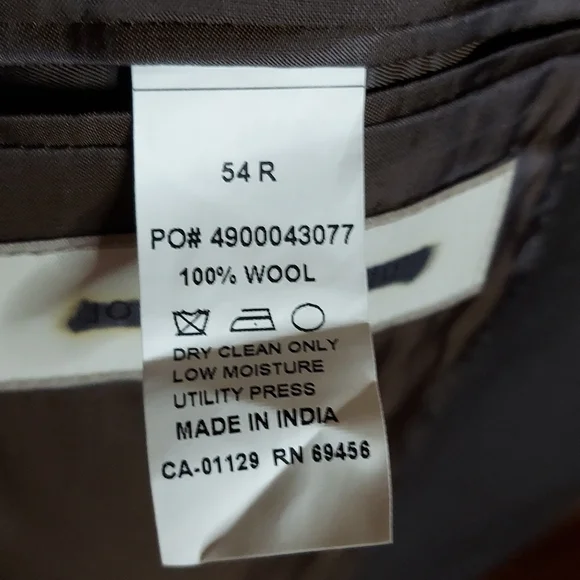 54 R
PO# 4900043077
100% WOOL
DRY CLEAN ONLY
LOW MOISTURE
UTILITY PRESS
MADE IN INDIA
CA-01129 RN 69456